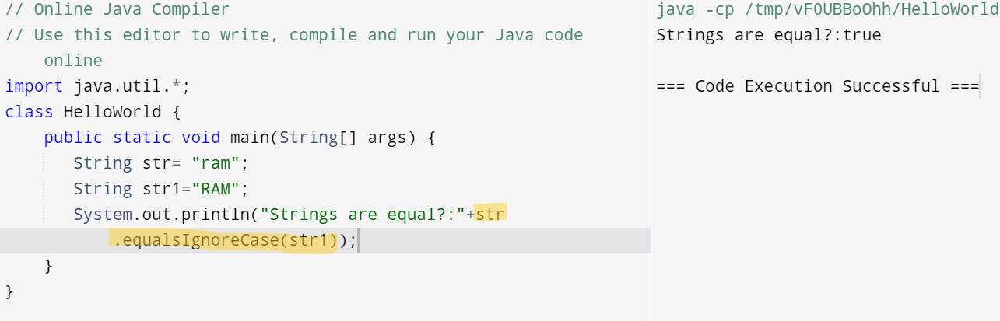 // Online Java Compiler
// Use this editor to write, compile and run your Java code
online
import java.util.*;
class HelloWorld {
public static void main(String[] args) {
String str= "ram";
String str1="RAM";
System.out.println("Strings are equal?:"+str
.equalsIgnoreCase(str1));
}
}
java -cp /tmp/vFOUBBoOhh/HelloWorld
Strings are equal?:true
=== Code Execution Successful ===